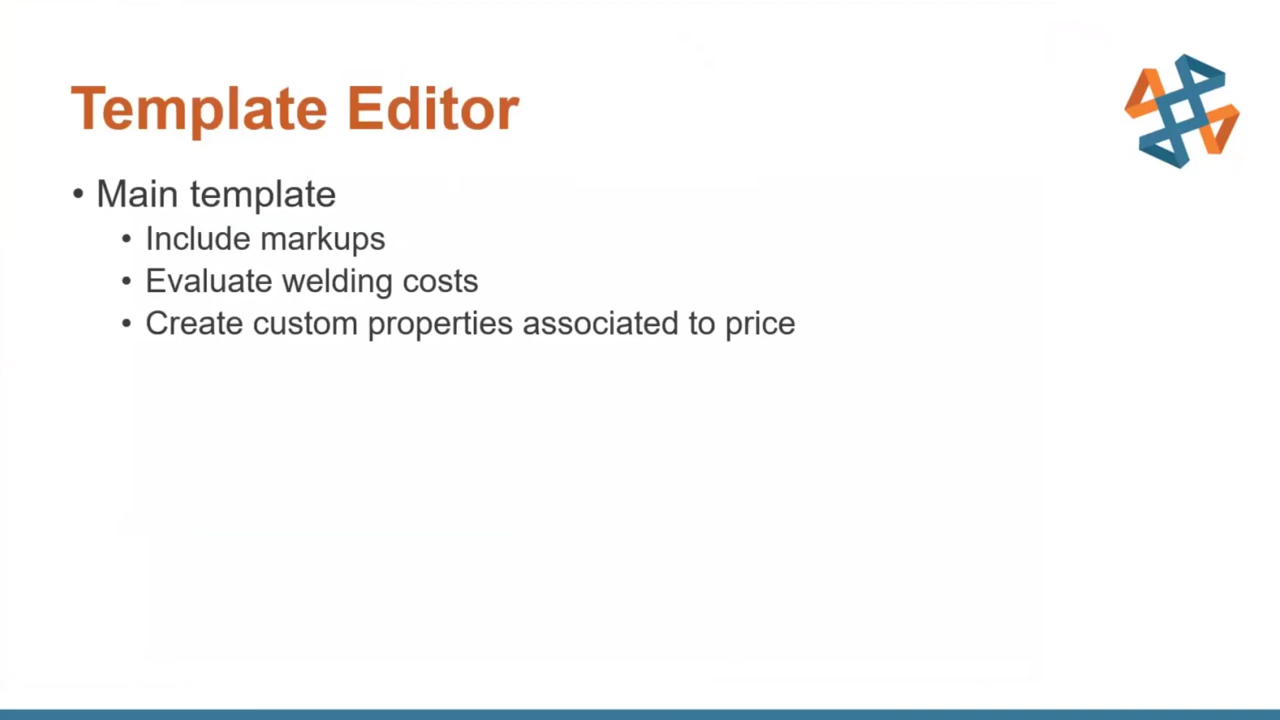 Template Editor
• Main template
• Include markups
• Evaluate welding costs
• Create custom properties associated to price